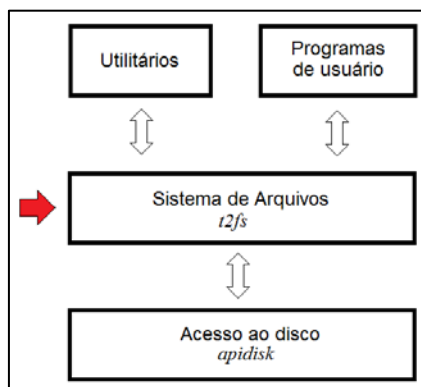 Utilitários
Programas
de usuário
Sistema de Arquivos
t2fs
Acesso ao disco
apidisk